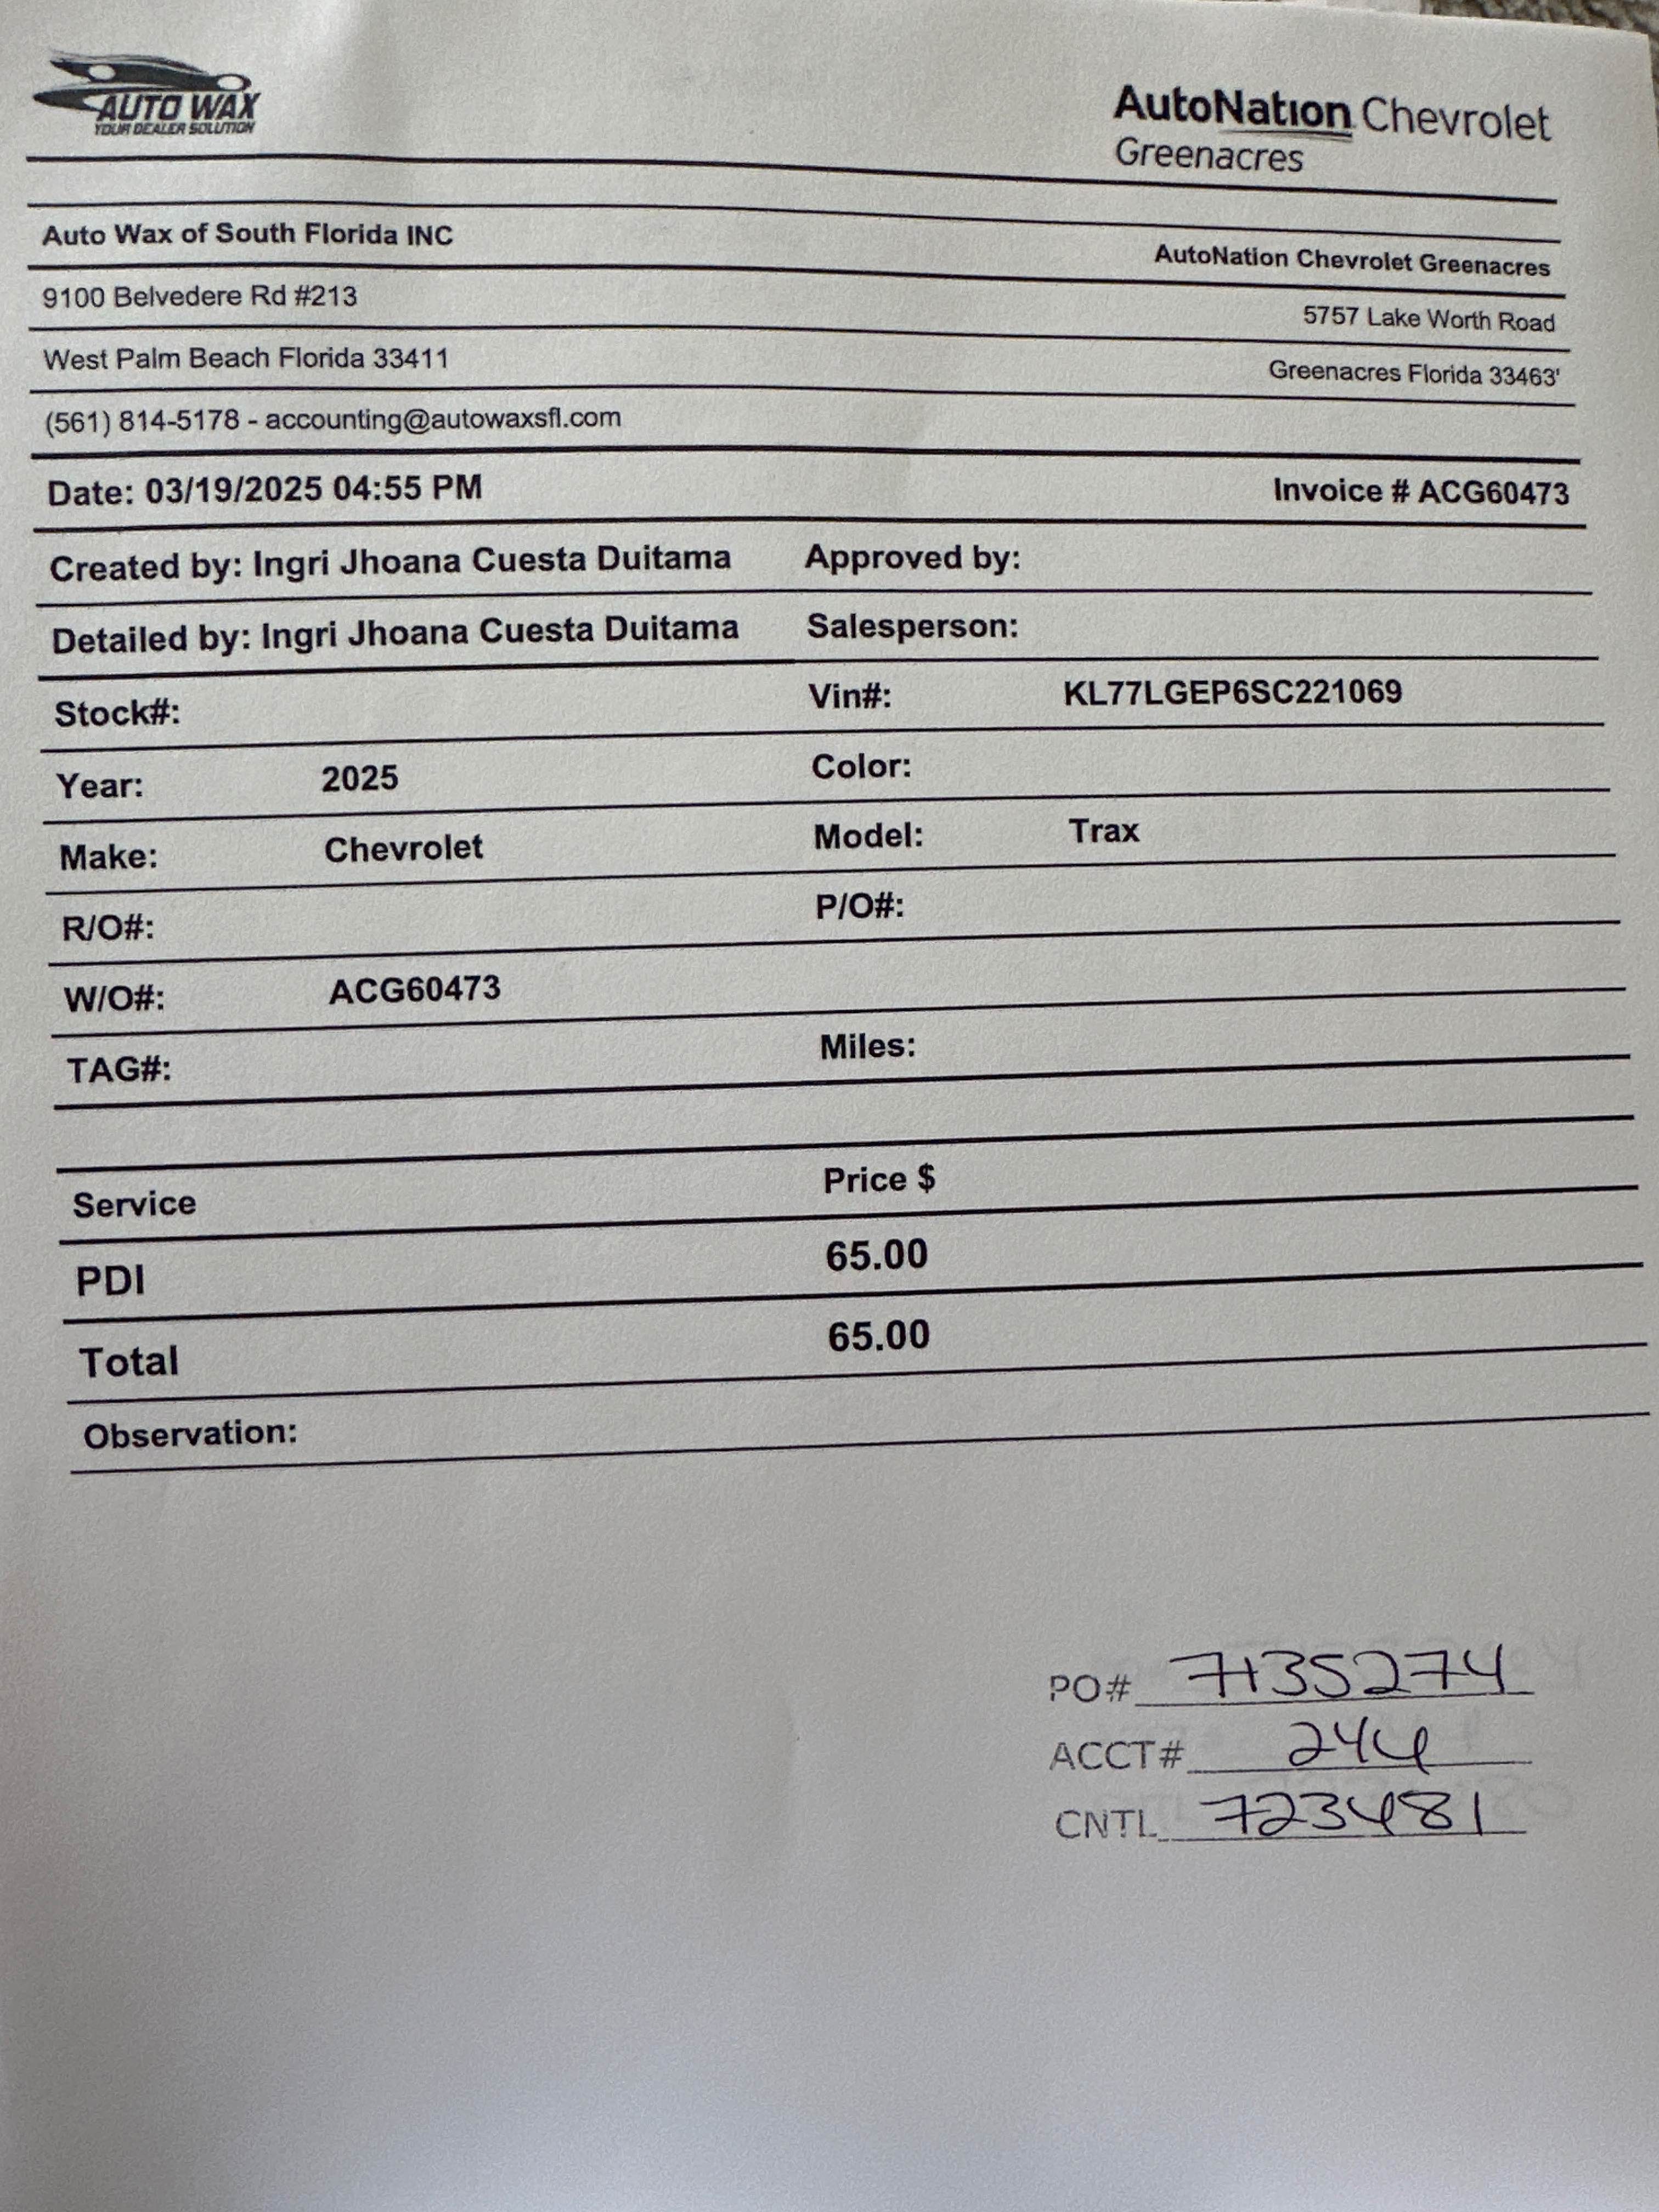 AUTO WAX
YOUR DEALER SOLUTION
AutoNation Chevrolet
Greenacres
Auto Wax of South Florida INC
AutoNation Chevrolet Greenacres
9100 Belvedere Rd #213
5757 Lake Worth Road
West Palm Beach Florida 33411
Greenacres Florida 33463'
(561) 814-5178 - accounting@autowaxsfl.com
Date: 03/19/2025 04:55 PM Invoice # ACG60473
Created by: Ingri Jhoana Cuesta Duitama Approved by:
Detailed by: Ingri Jhoana Cuesta Duitama Salesperson:
Stock#: Vin#: KL77LGEP6SC221069
Year: 2025 Color:
Make: Chevrolet Model: Trax
R/O#: P/O#:
W/O#: ACG60473
TAG#: Miles:
Service Price $
PDI 65.00
Total 65.00
Observation:
PO# 7135274
ACCT# 244
CNTL 723481